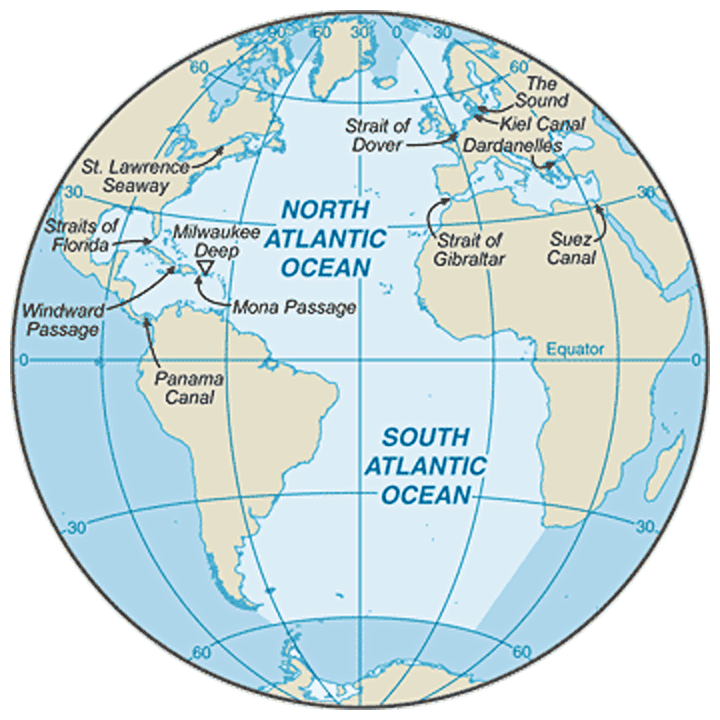 90
60
30
0
30
60
60
The
Sound
Kiel Canal
Strait of
Dover
Dardanelles
St. Lawrence
Seaway
30
30
Straits of
Florida
Milwaukee
Deep
NORTH
ATLANTIC
OCEAN
Strait of
Gibraltar
Suez
Canal
Windward
Passage
Mona Passage
Equator
0
0
Panama
Canal
SOUTH
ATLANTIC
OCEAN
30
30
60
60